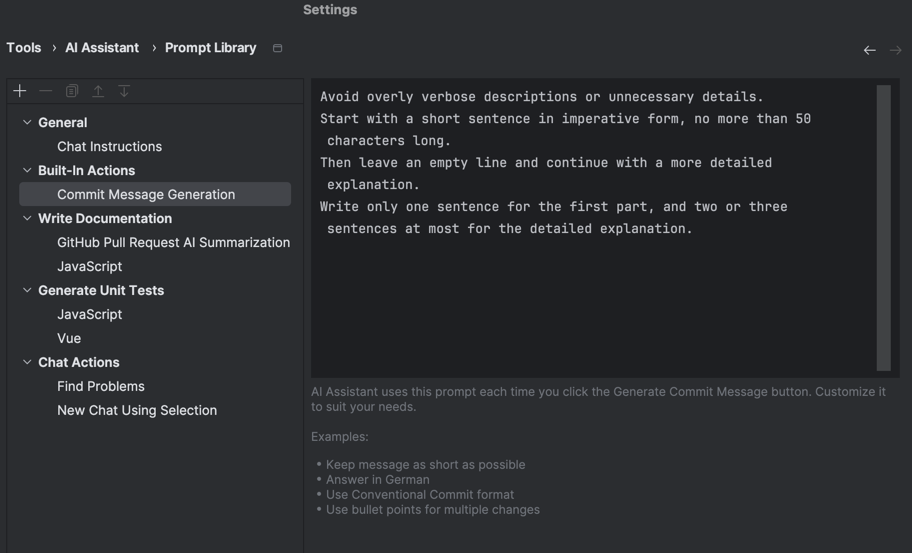 Settings
Tools › AI Assistant › Prompt Library
General
Chat Instructions
Built-In Actions
Commit Message Generation
Write Documentation
GitHub Pull Request AI Summarization
JavaScript
Generate Unit Tests
JavaScript
Vue
Chat Actions
Find Problems
New Chat Using Selection
Avoid overly verbose descriptions or unnecessary details.
Start with a short sentence in imperative form, no more than 50
characters long.
Then leave an empty line and continue with a more detailed
explanation.
Write only one sentence for the first part, and two or three
sentences at most for the detailed explanation.
AI Assistant uses this prompt each time you click the Generate Commit Message button. Customize it
to suit your needs.
Examples:
• Keep message as short as possible
• Answer in German
• Use Conventional Commit format
• Use bullet points for multiple changes